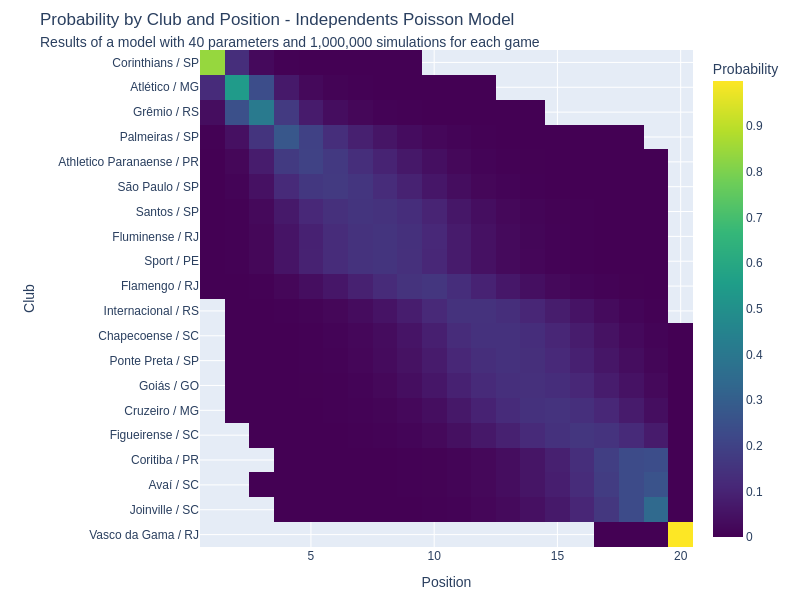 Probability by Club and Position - Independents Poisson Model
Results of a model with 40 parameters and 1,000,000 simulations for each game
Probability
Club
Corinthians / SP
Atlético / MG
Grêmio / RS
Palmeiras / SP
Athletico Paranaense / PR
São Paulo / SP
Santos / SP
Fluminense / RJ
Sport / PE
Flamengo / RJ
Internacional / RS
Chapecoense / SC
Ponte Preta / SP
Goiás / GO
Cruzeiro / MG
Figueirense / SC
Coritiba / PR
Avaí / SC
Joinville / SC
Vasco da Gama / RJ
0.9
0.8
0.7
0.6
0.5
0.4
0.3
0.2
0.1
0
5
10
15
20
Position